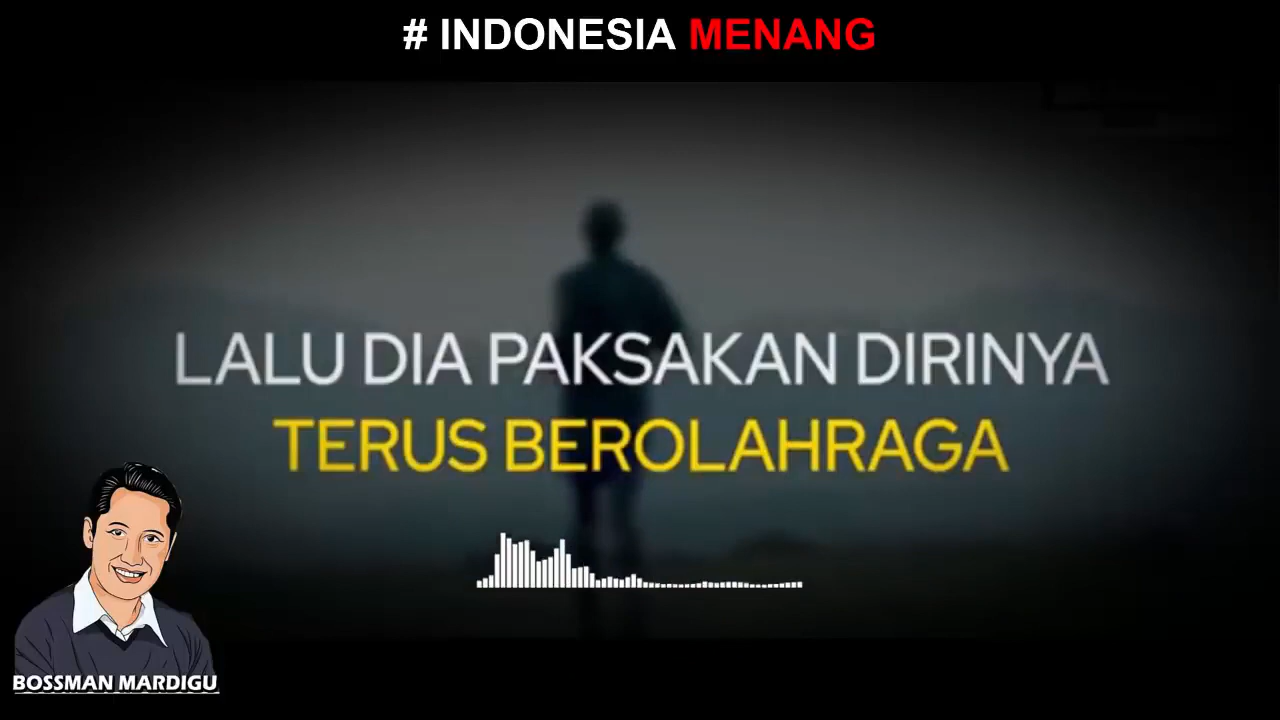 # INDONESIA MENANG
LALU DIA PAKSAKAN DIRINYA
TERUS BEROLAHRAGA
BOSSMAN MARDIGU